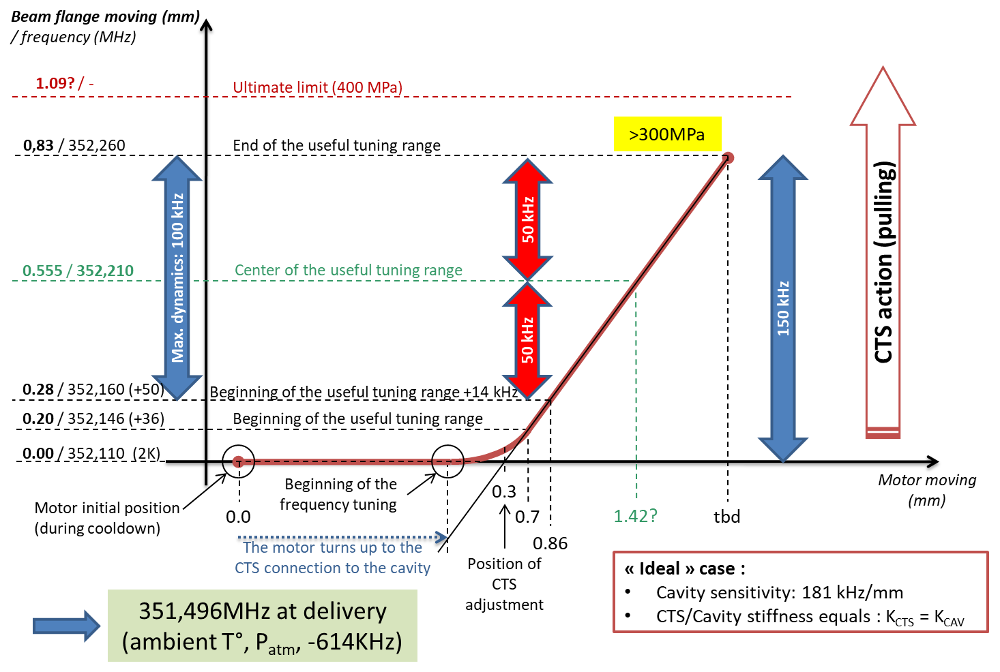 Beam flange moving (mm)
/ frequency (MHz)
1.09? / -
Ultimate limit (400 MPa)
>300MPa
0,83 / 352,260
End of the useful tuning range
Max. dynamics: 100 kHz
50 kHz
50 kHz
150 kHz
CTS action (pulling)
0.555 / 352,210
Center of the useful tuning range
0.28 / 352,160 (+50)
Beginning of the useful tuning range +14 kHz
0.20 / 352,146 (+36)
Beginning of the useful tuning range
0.00 / 352,110 (2K)
Motor moving
(mm)
Motor initial position
(during cooldown)
0.0
Beginning of the
frequency tuning
0.3
0.7
0.86
1.42?
tbd
The motor turns up to the
CTS connection to the cavity
Position of
CTS
adjustment
« Ideal » case :
• Cavity sensitivity: 181 kHz/mm
• CTS/Cavity stiffness equals : KCTS = KCAV
351,496MHz at delivery
(ambient T°, Patm, -614KHz)